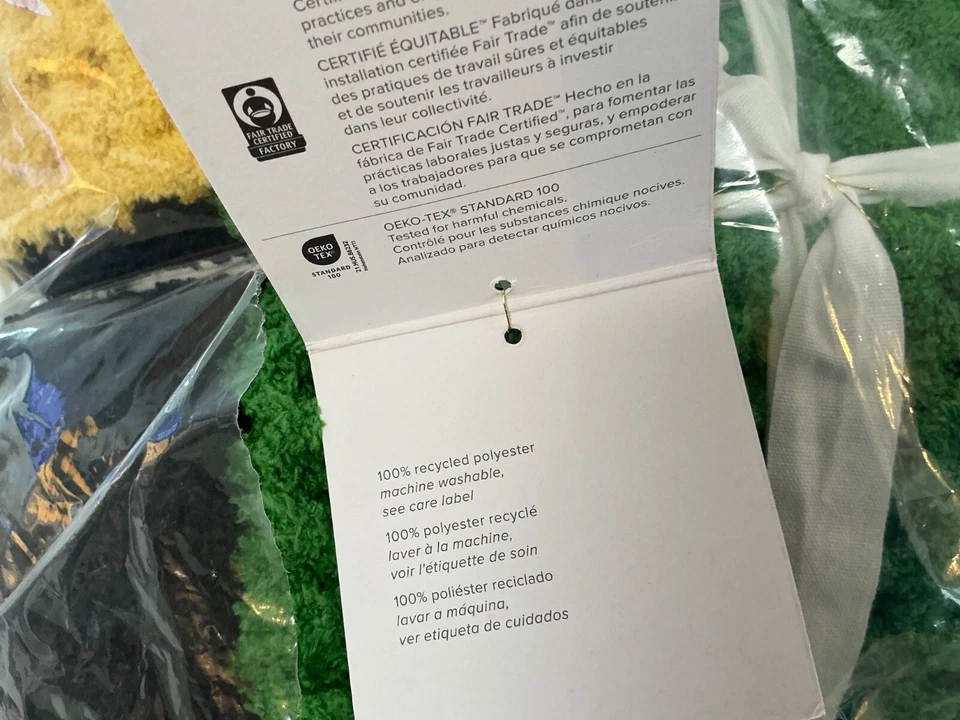 practices and
their communities.
CERTIFIÉ ÉQUITABLE™ Fabriqué dans
installation certifiée Fair Trade™ afin de soutenir
des pratiques de travail sûres et équitables
et de soutenir les travailleurs à investir
dans leur collectivité.
CERTIFICACIÓN FAIR TRADE™ Hecho en la
fábrica de Fair Trade Certified™, para fomentar las
prácticas laborales justas y seguras, y empoderar
a los trabajadores para que se comprometan con
su comunidad.
FAIR TRADE
CERTIFIED
FACTORY
OEKO-TEX® STANDARD 100
Tested for harmful chemicals.
Contrôlé pour les substances chimique nocives.
Analizado para detectar químicos nocivos.
OEKO
TEX®
STANDARD
100
100% recycled polyester
machine washable,
see care label
100% polyester recyclé
laver à la machine,
voir l'étiquette de soin
100% poliéster reciclado
lavar a máquina,
ver etiqueta de cuidados